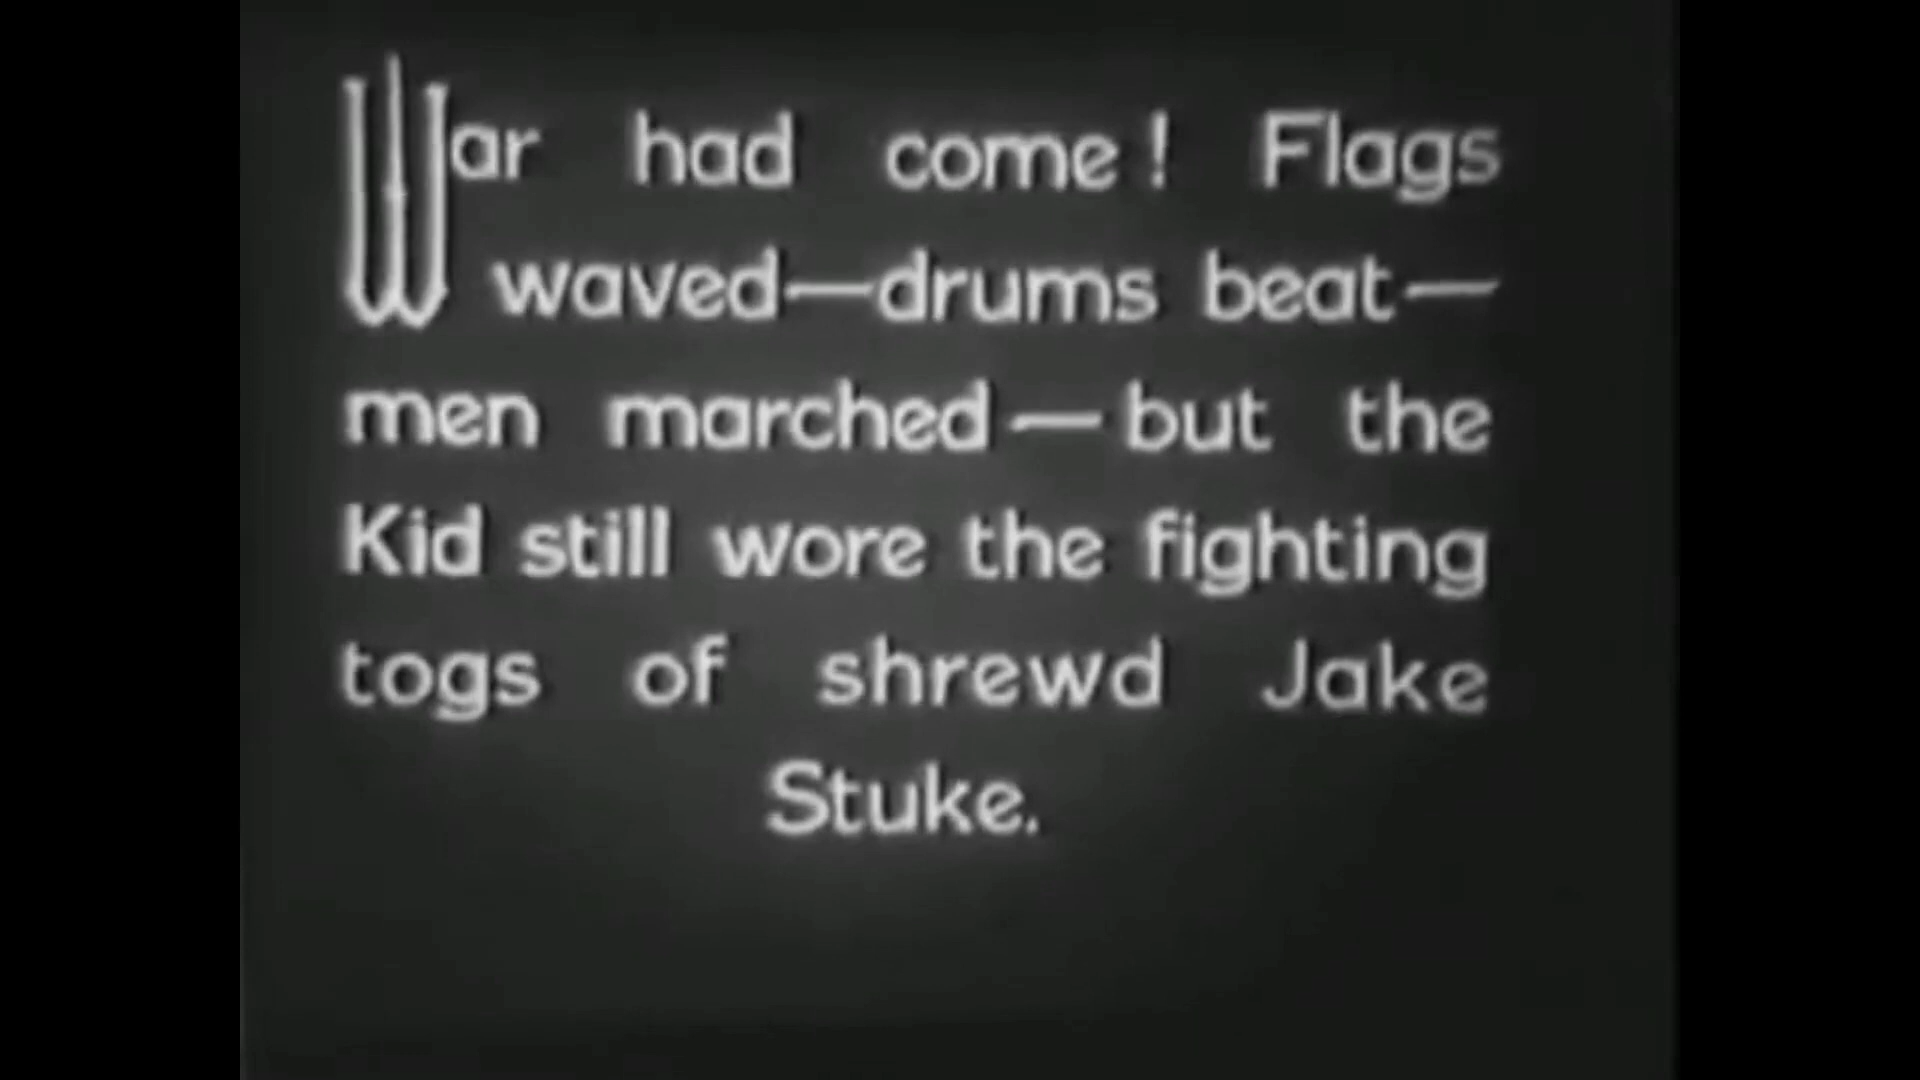 War had come! Flags
waved—drums beat—
men marched—but the
Kid still wore the fighting
togs of shrewd Jake
Stuke.